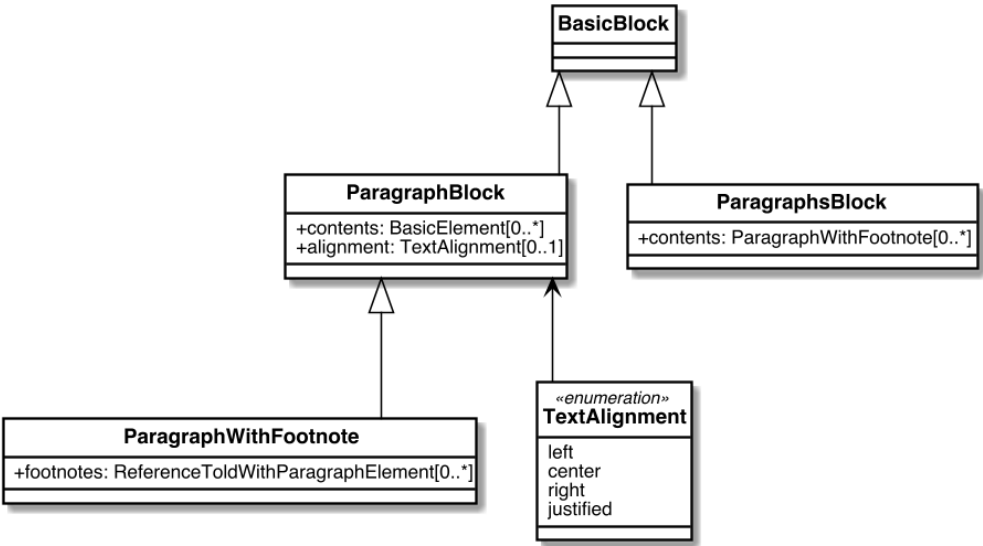 BasicBlock
ParagraphBlock
+contents: BasicElement[0..*]
+alignment: TextAlignment[0..1]
ParagraphsBlock
+contents: ParagraphWithFootnote[0..*]
ParagraphWithFootnote
+footnotes: ReferenceToIdWithParagraphElement[0..*]
«enumeration»
TextAlignment
left
center
right
justified